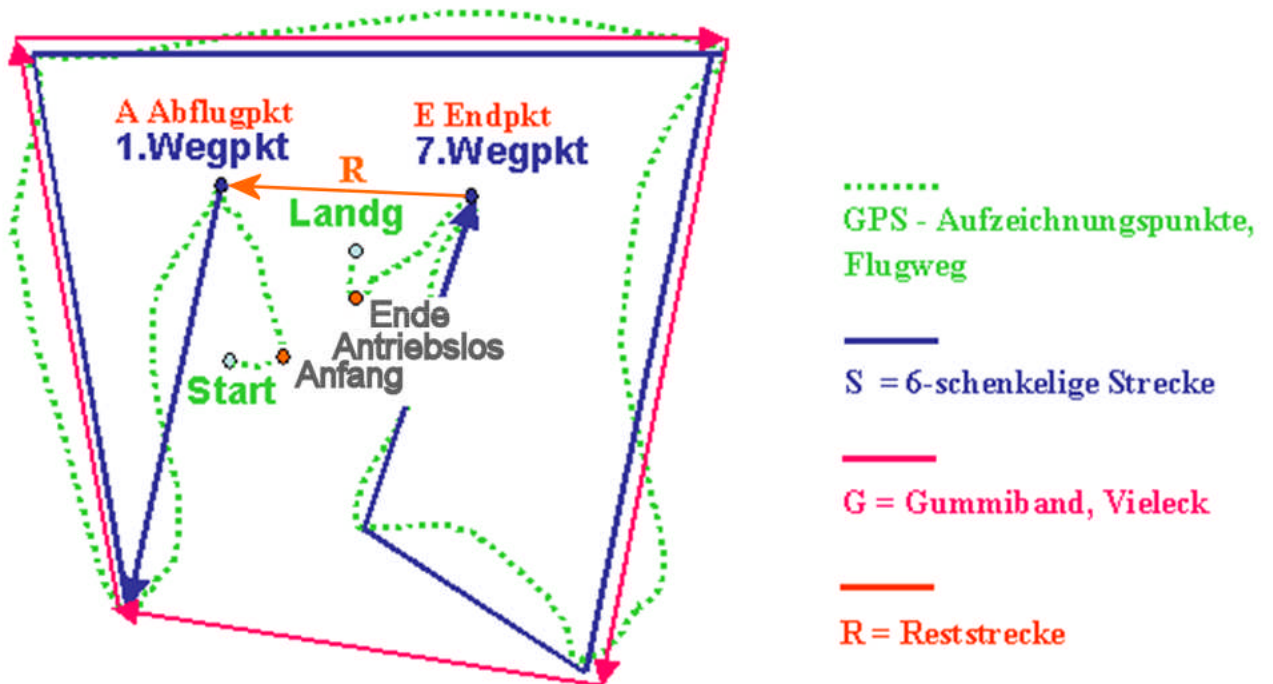 A Abflugpkt
1.Wegpkt
E Endpkt
7.Wegpkt
R
Landg
Ende
Antriebslos
Anfang
Start
GPS - Aufzeichnungspunkte,
Flugweg
S = 6-schenkelige Strecke
G = Gummiband, Vieleck
R = Reststrecke